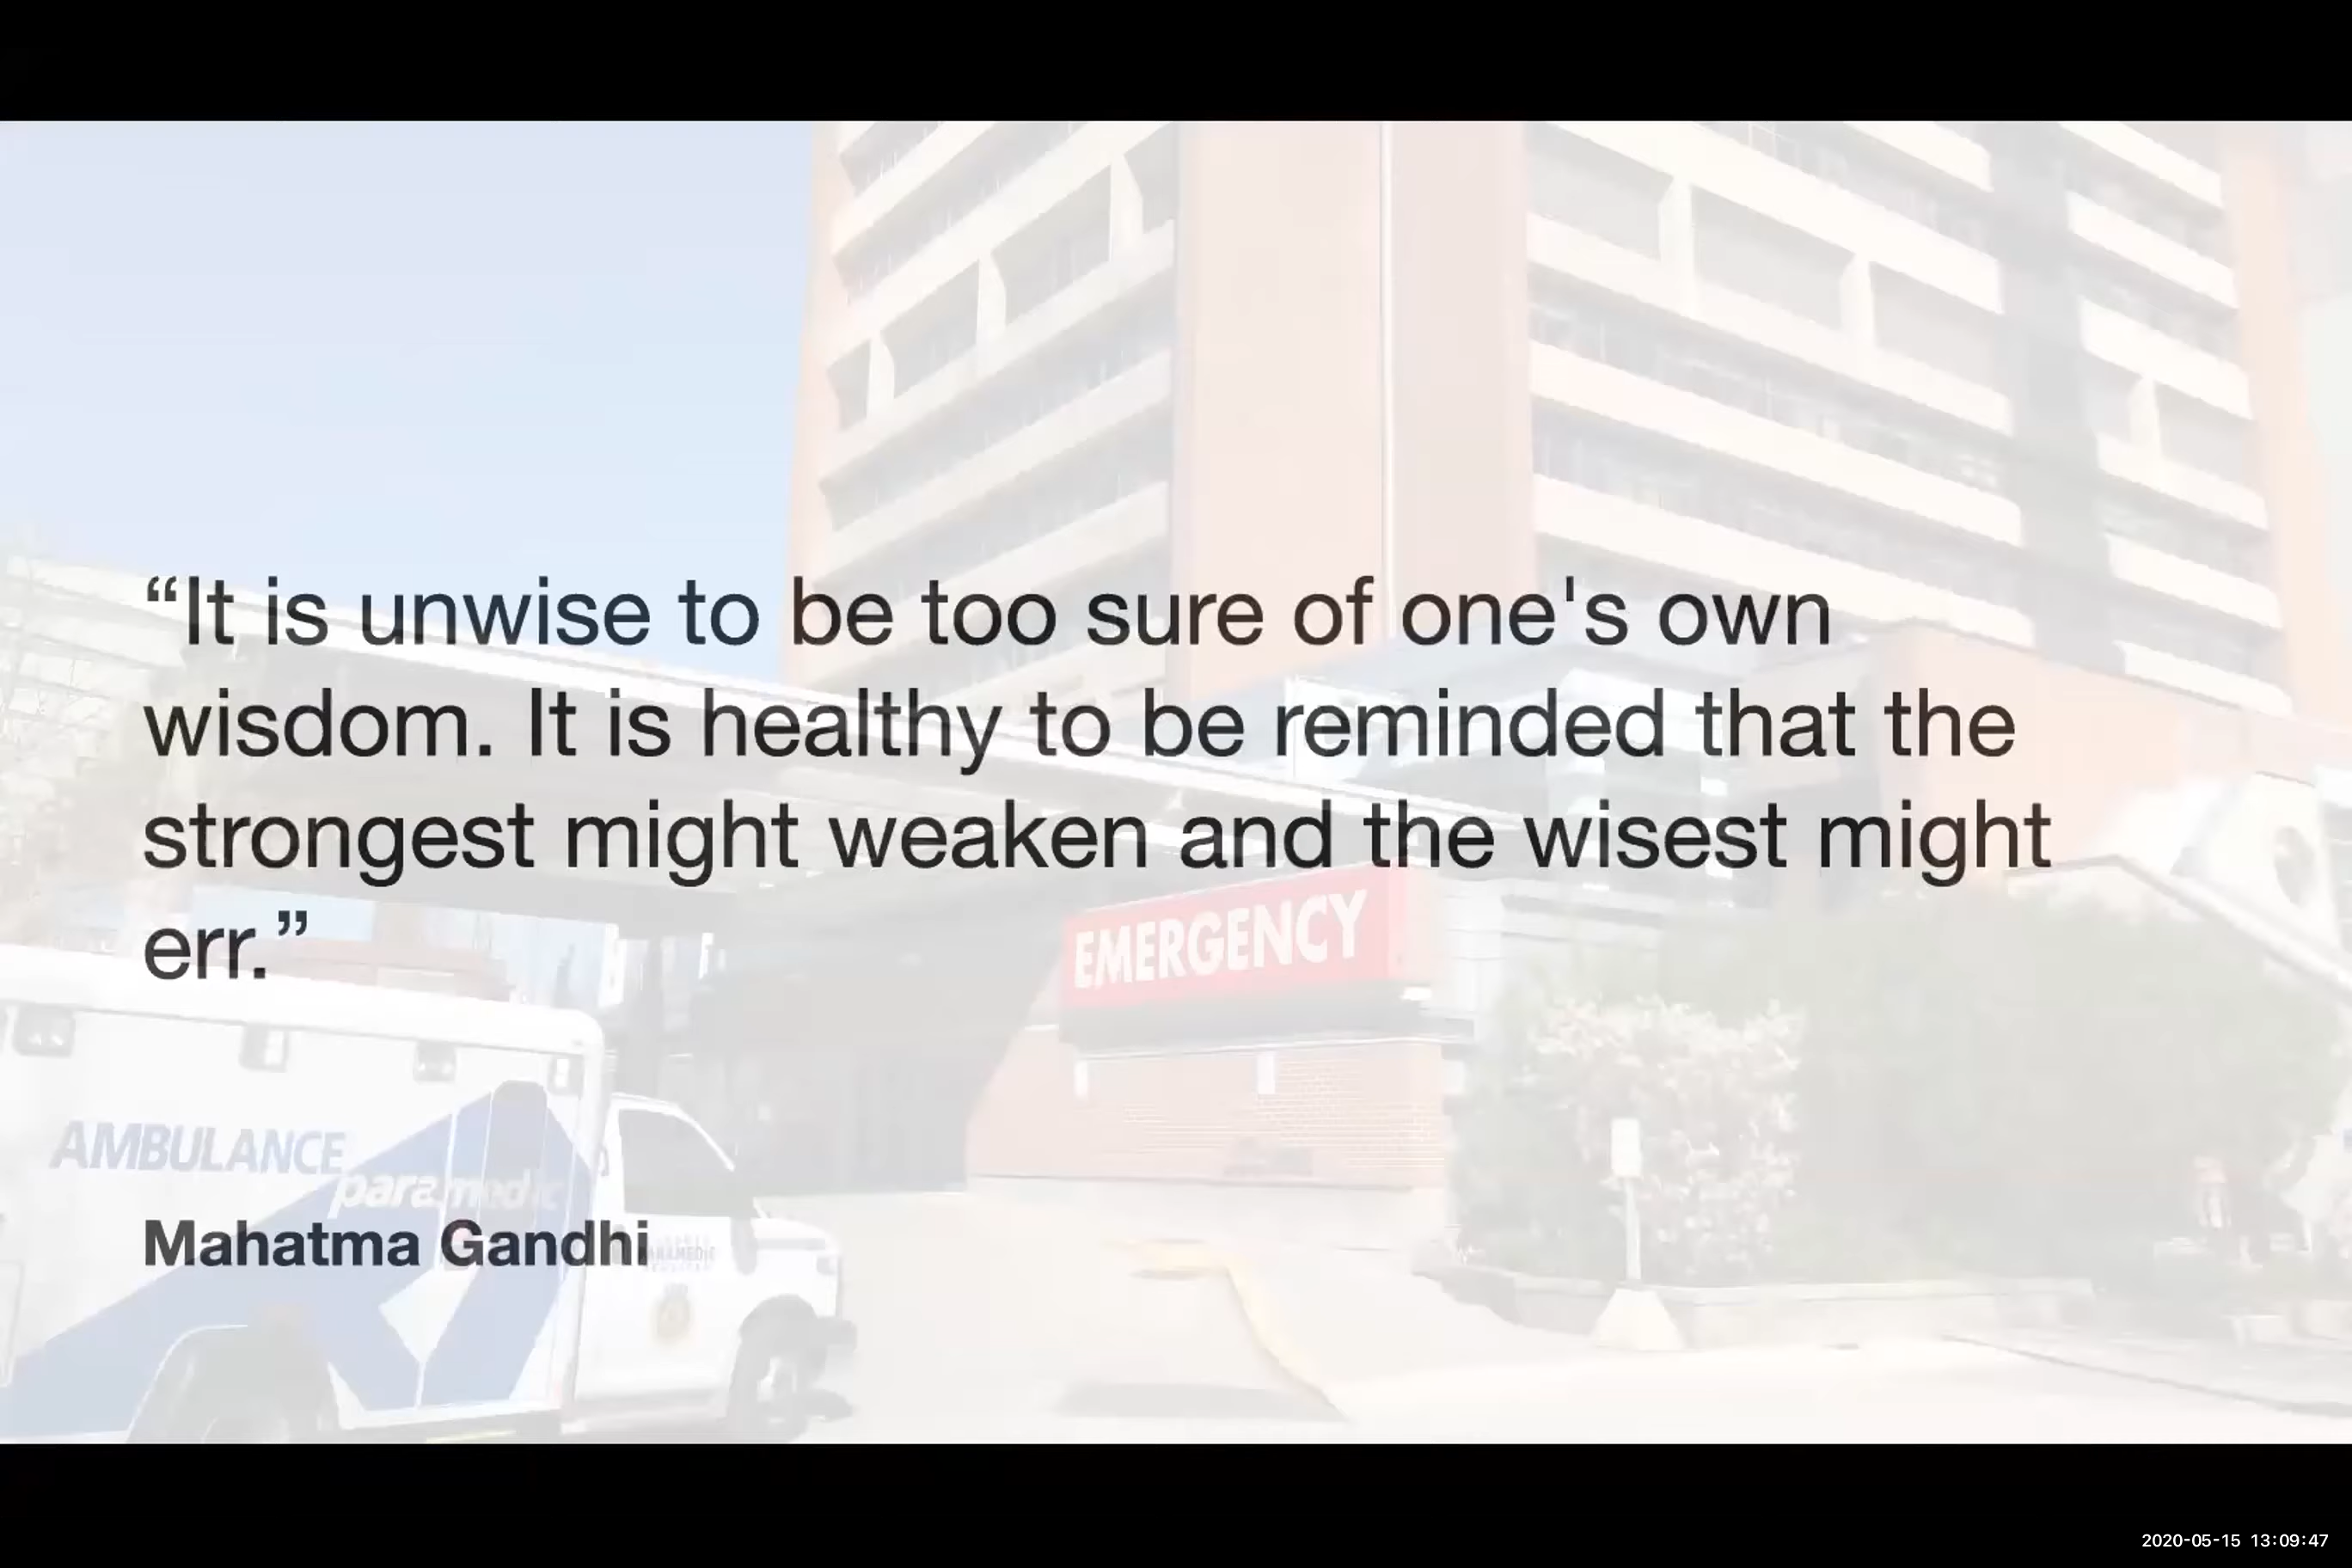 “It is unwise to be too sure of one's own
wisdom. It is healthy to be reminded that the
strongest might weaken and the wisest might
err.”
EMERGENCY
AMBULANCE
paramedic
Mahatma Gandhi
2020-05-15 13:09:47